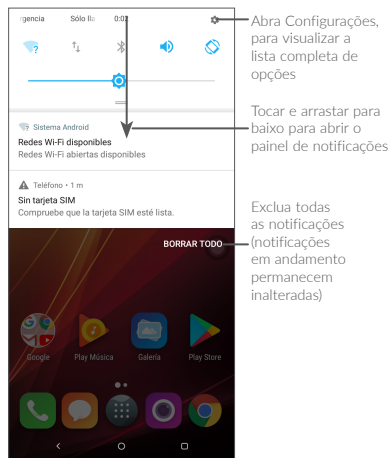 rgencia Sólo lla 0:02
Abra Configurações,
para visualizar a
lista completa de
opções
?
Tocar e arrastar para
baixo para abrir o
painel de notificações
Sistema Android
Redes Wi-Fi disponibles
Redes Wi-Fi abiertas disponibles
Teléfono • 1 m
Sin tarjeta SIM
Compruebe que la tarjeta SIM esté lista.
BORRAR TODO
Exclua todas
as notificações
(notificações
em andamento
permanecem
inalteradas)
Google Play Música Galería Play Store